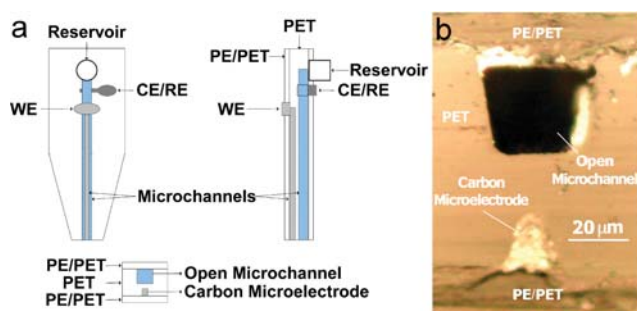 a
Reservoir
CE/RE
WE
PET
PE/PET
Reservoir
CE/RE
WE
Microchannels
PE/PET
PET
PE/PET
Open Microchannel
Carbon Microelectrode
b
PE/PET
PET
Open
Microchannel
Carbon
Microelectrode
20 μm
PE/PET